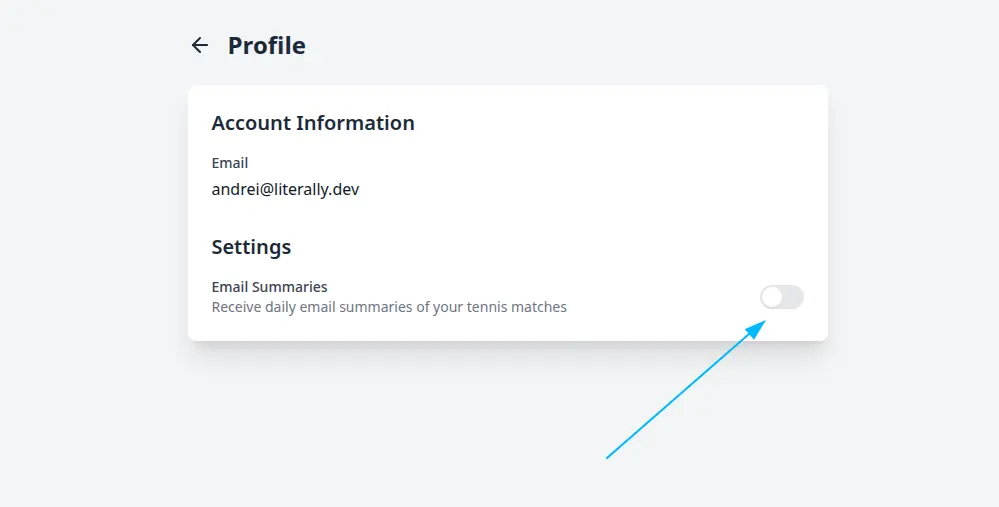 Profile
Account Information
Email
andrei@literally.dev
Settings
Email Summaries
Receive daily email summaries of your tennis matches